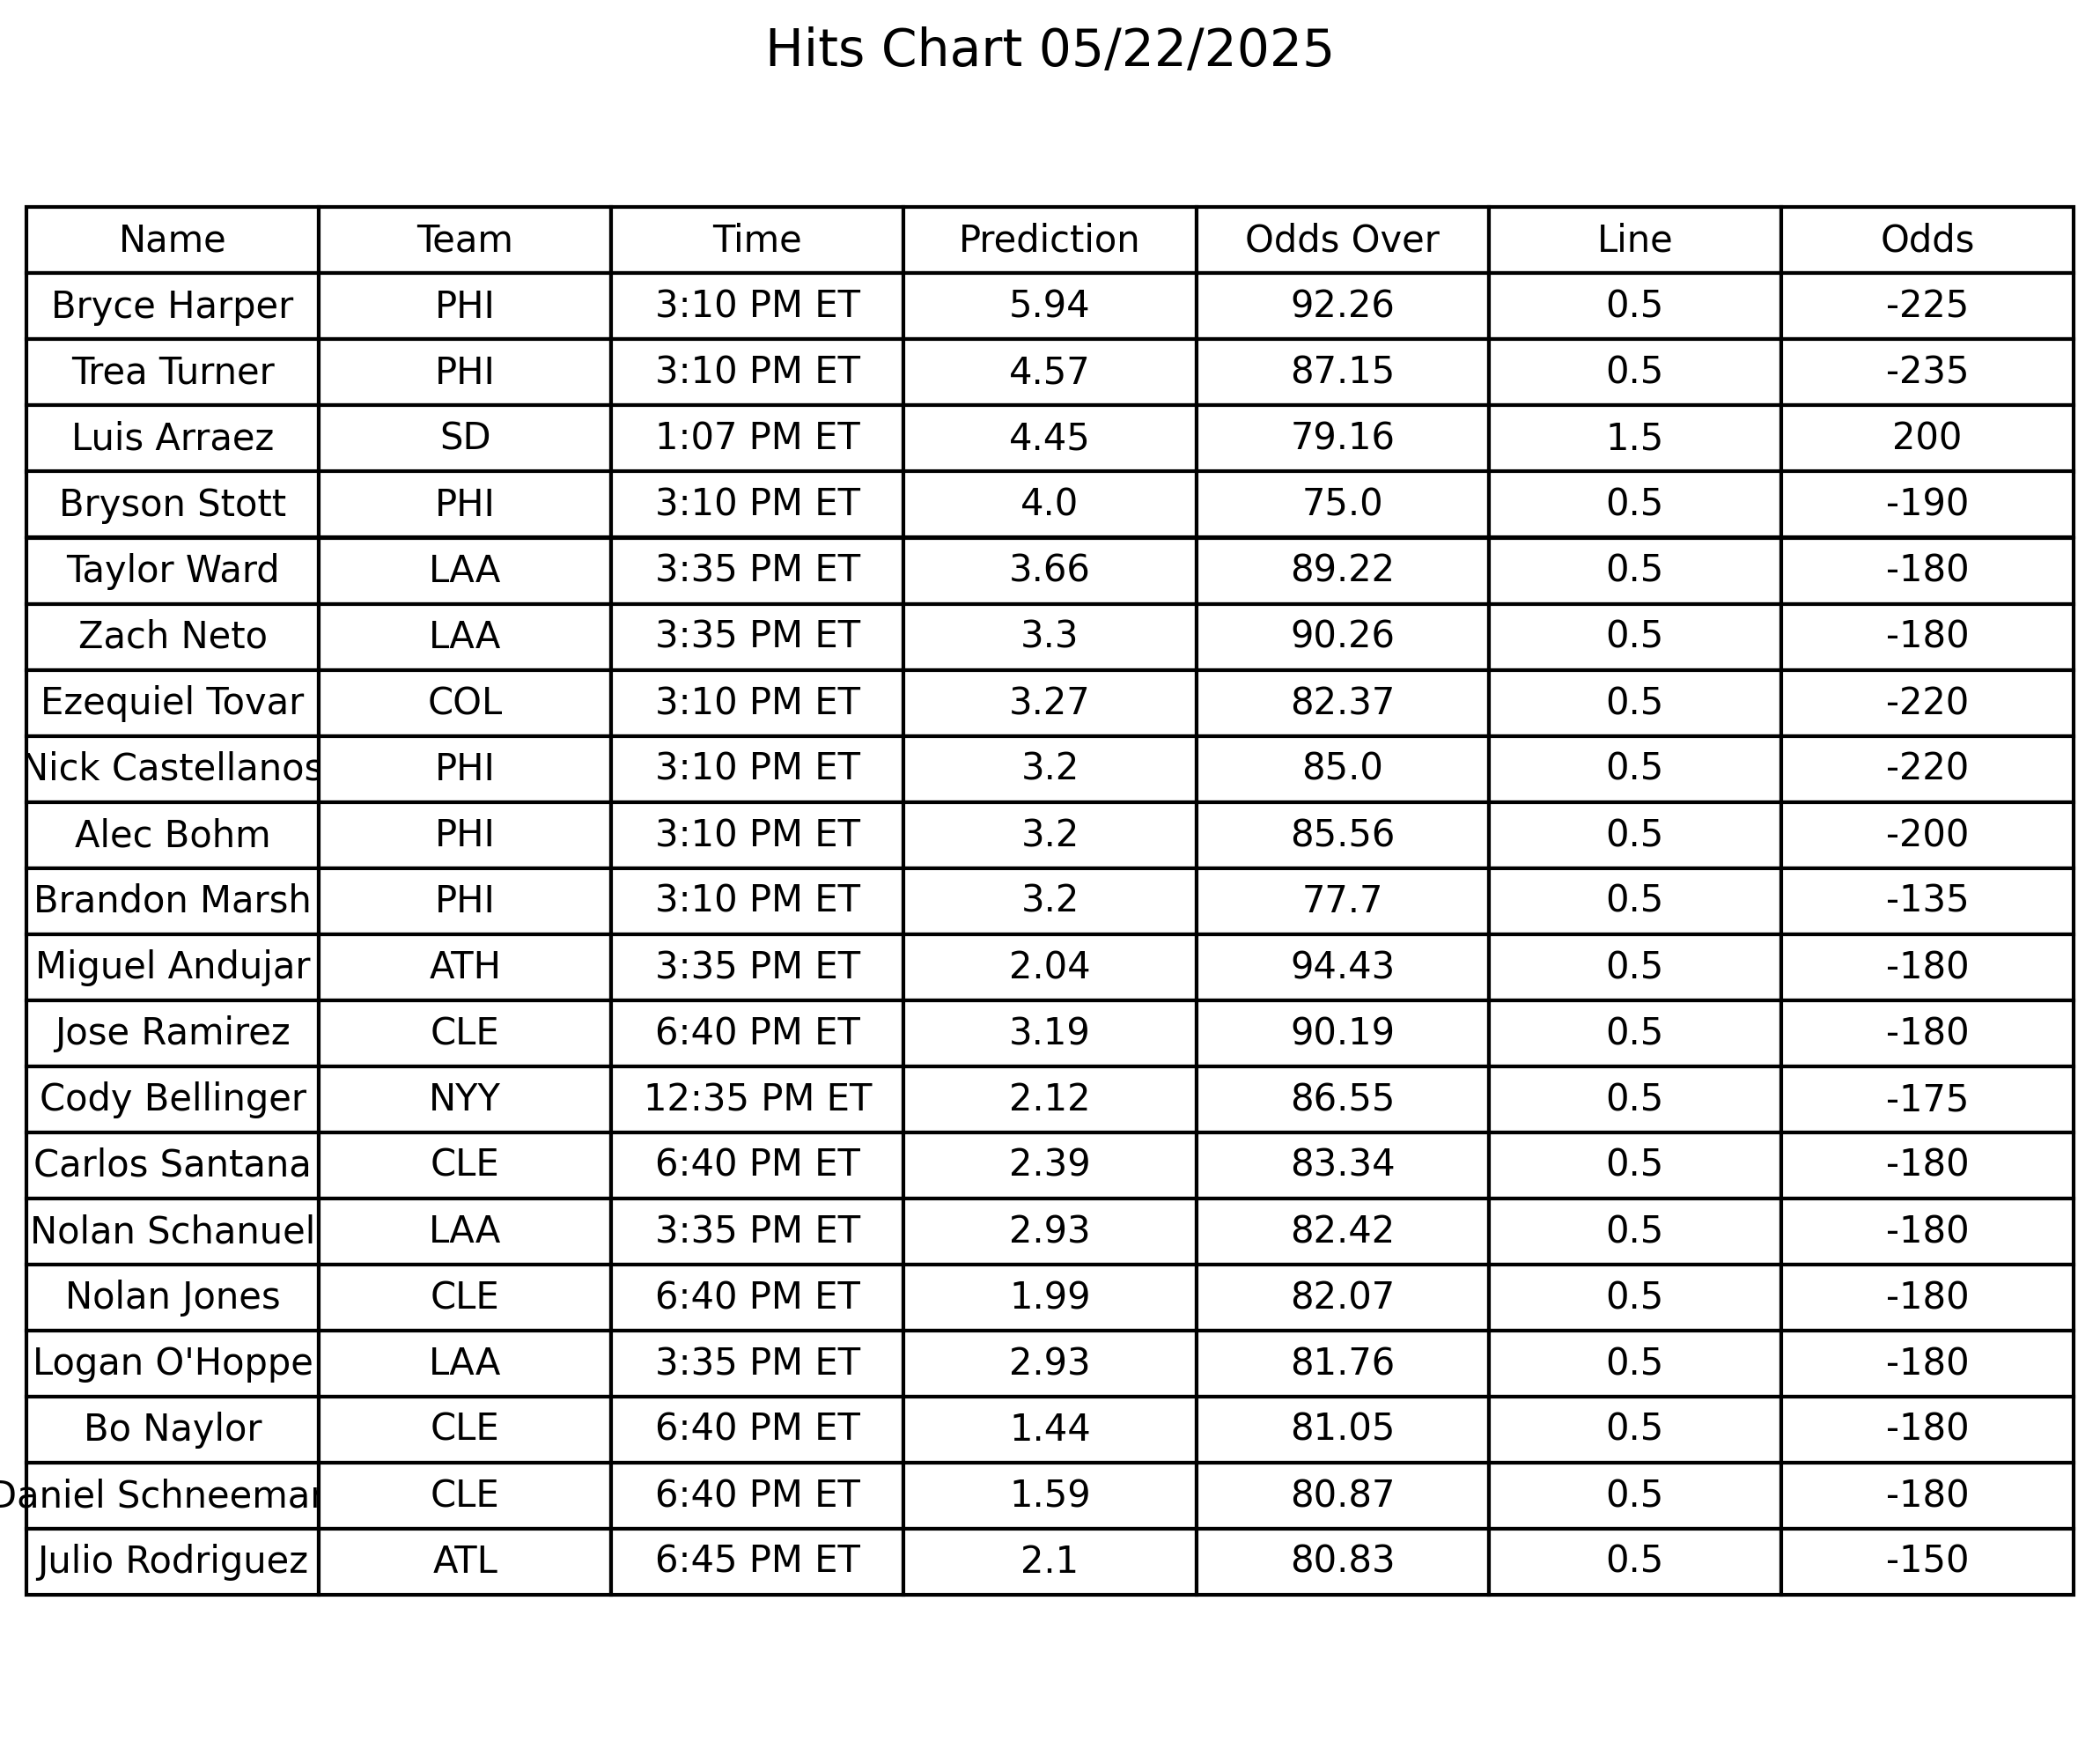 Hits Chart 05/22/2025
Name Team Time Prediction Odds Over Line Odds
Bryce Harper PHI 3:10 PM ET 5.94 92.26 0.5 -225
Trea Turner PHI 3:10 PM ET 4.57 87.15 0.5 -235
Luis Arraez SD 1:07 PM ET 4.45 79.16 1.5 200
Bryson Stott PHI 3:10 PM ET 4.0 75.0 0.5 -190
Taylor Ward LAA 3:35 PM ET 3.66 89.22 0.5 -180
Zach Neto LAA 3:35 PM ET 3.3 90.26 0.5 -180
Ezequiel Tovar COL 3:10 PM ET 3.27 82.37 0.5 -220
Nick Castellanos PHI 3:10 PM ET 3.2 85.0 0.5 -220
Alec Bohm PHI 3:10 PM ET 3.2 85.56 0.5 -200
Brandon Marsh PHI 3:10 PM ET 3.2 77.7 0.5 -135
Miguel Andujar ATH 3:35 PM ET 2.04 94.43 0.5 -180
Jose Ramirez CLE 6:40 PM ET 3.19 90.19 0.5 -180
Cody Bellinger NYY 12:35 PM ET 2.12 86.55 0.5 -175
Carlos Santana CLE 6:40 PM ET 2.39 83.34 0.5 -180
Nolan Schanuel LAA 3:35 PM ET 2.93 82.42 0.5 -180
Nolan Jones CLE 6:40 PM ET 1.99 82.07 0.5 -180
Logan O'Hoppe LAA 3:35 PM ET 2.93 81.76 0.5 -180
Bo Naylor CLE 6:40 PM ET 1.44 81.05 0.5 -180
Daniel Schneeman CLE 6:40 PM ET 1.59 80.87 0.5 -180
Julio Rodriguez ATL 6:45 PM ET 2.1 80.83 0.5 -150